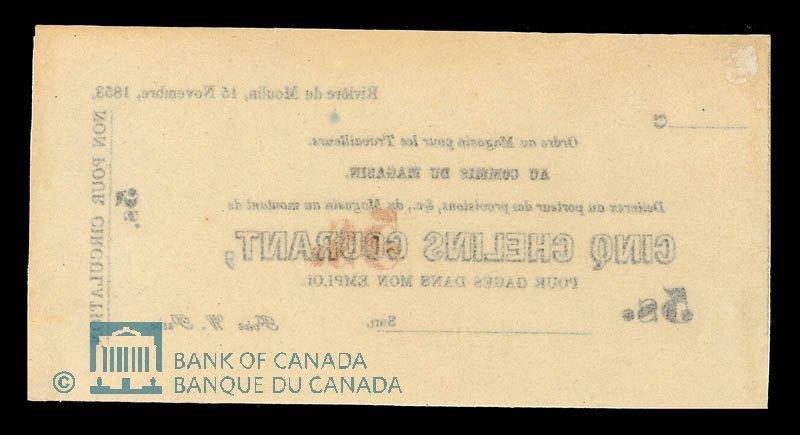 Rivière du Moulin, 15 Novembre, 1853.
C
Ordre au Magasin pour les Travailleurs.
AU COMMIS DU MAGASIN.
Delivrez au porteur des provisions, &c., du Magasin au montant de
CINQ CHELINS COURANT,
POUR GAGES DANS MON EMPLOI.
5s.
Sur,
5s.
NON POUR CIRCULATION
© BANK OF CANADA
BANQUE DU CANADA